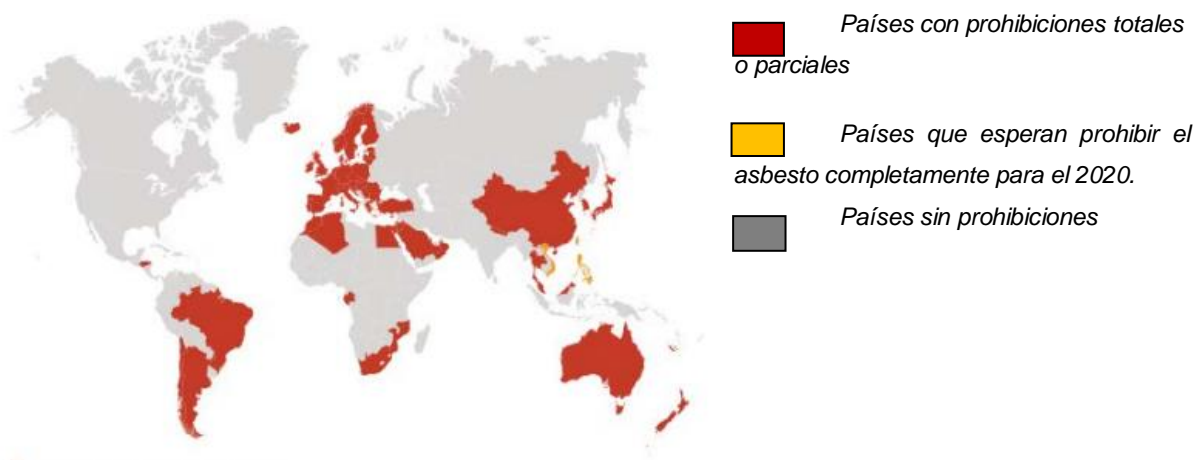 Países con prohibiciones totales
o parciales
Países que esperan prohibir el
asbesto completamente para el 2020.
Países sin prohibiciones